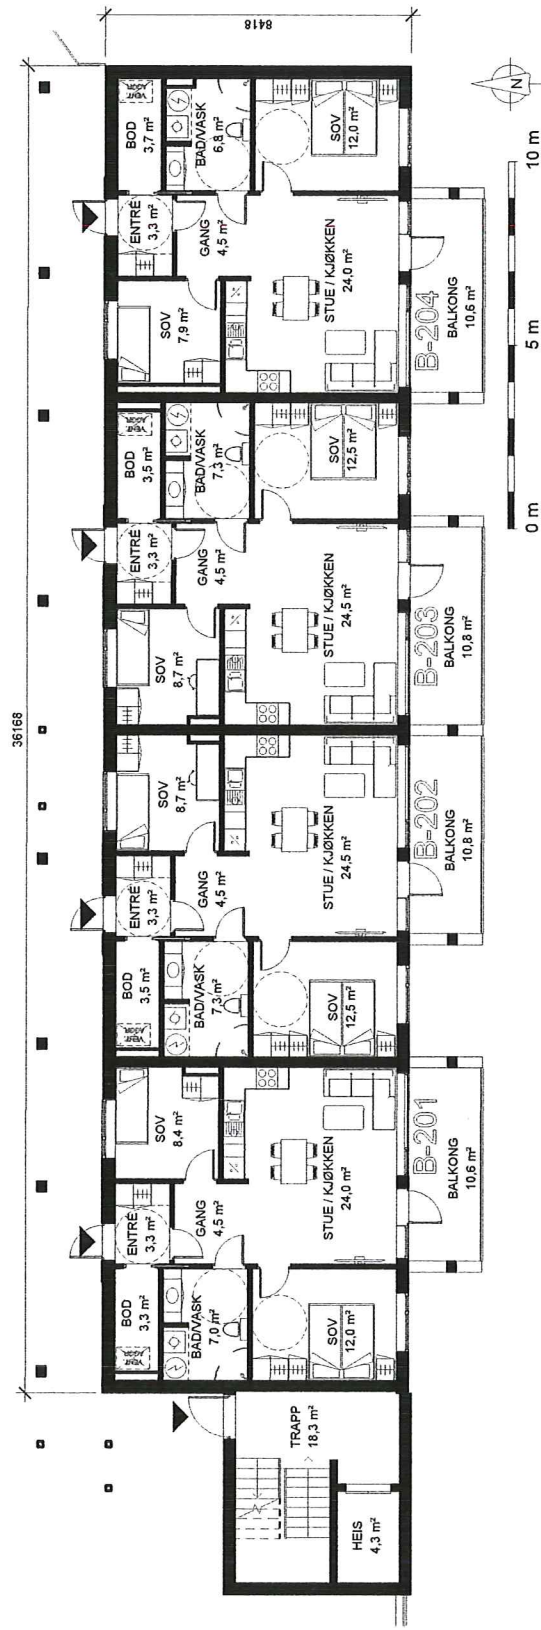 8418
36168
BOD
3,7 m²
VENT.
AGGR.
BAD/VASK
6,8 m²
SOV
12,0 m²
ENTRÉ
3,3 m²
GANG
4,5 m²
SOV
7,9 m²
STUE / KJØKKEN
24,0 m²
B-204
BALKONG
10,6 m²
BOD
3,5 m²
VENT.
AGGR.
BAD/VASK
7,3 m²
SOV
12,5 m²
ENTRÉ
3,3 m²
GANG
4,5 m²
SOV
8,7 m²
STUE / KJØKKEN
24,5 m²
B-203
BALKONG
10,8 m²
SOV
8,7 m²
ENTRÉ
3,3 m²
GANG
4,5 m²
STUE / KJØKKEN
24,5 m²
B-202
BALKONG
10,8 m²
BOD
3,5 m²
VENT.
AGGR.
BAD/VASK
7,3 m²
SOV
12,5 m²
SOV
8,4 m²
ENTRÉ
3,3 m²
GANG
4,5 m²
STUE / KJØKKEN
24,0 m²
B-201
BALKONG
10,6 m²
BOD
3,3 m²
VENT.
AGGR.
BAD/VASK
7,0 m²
SOV
12,0 m²
TRAPP
18,3 m²
HEIS
4,3 m²
N
0 m
5 m
10 m